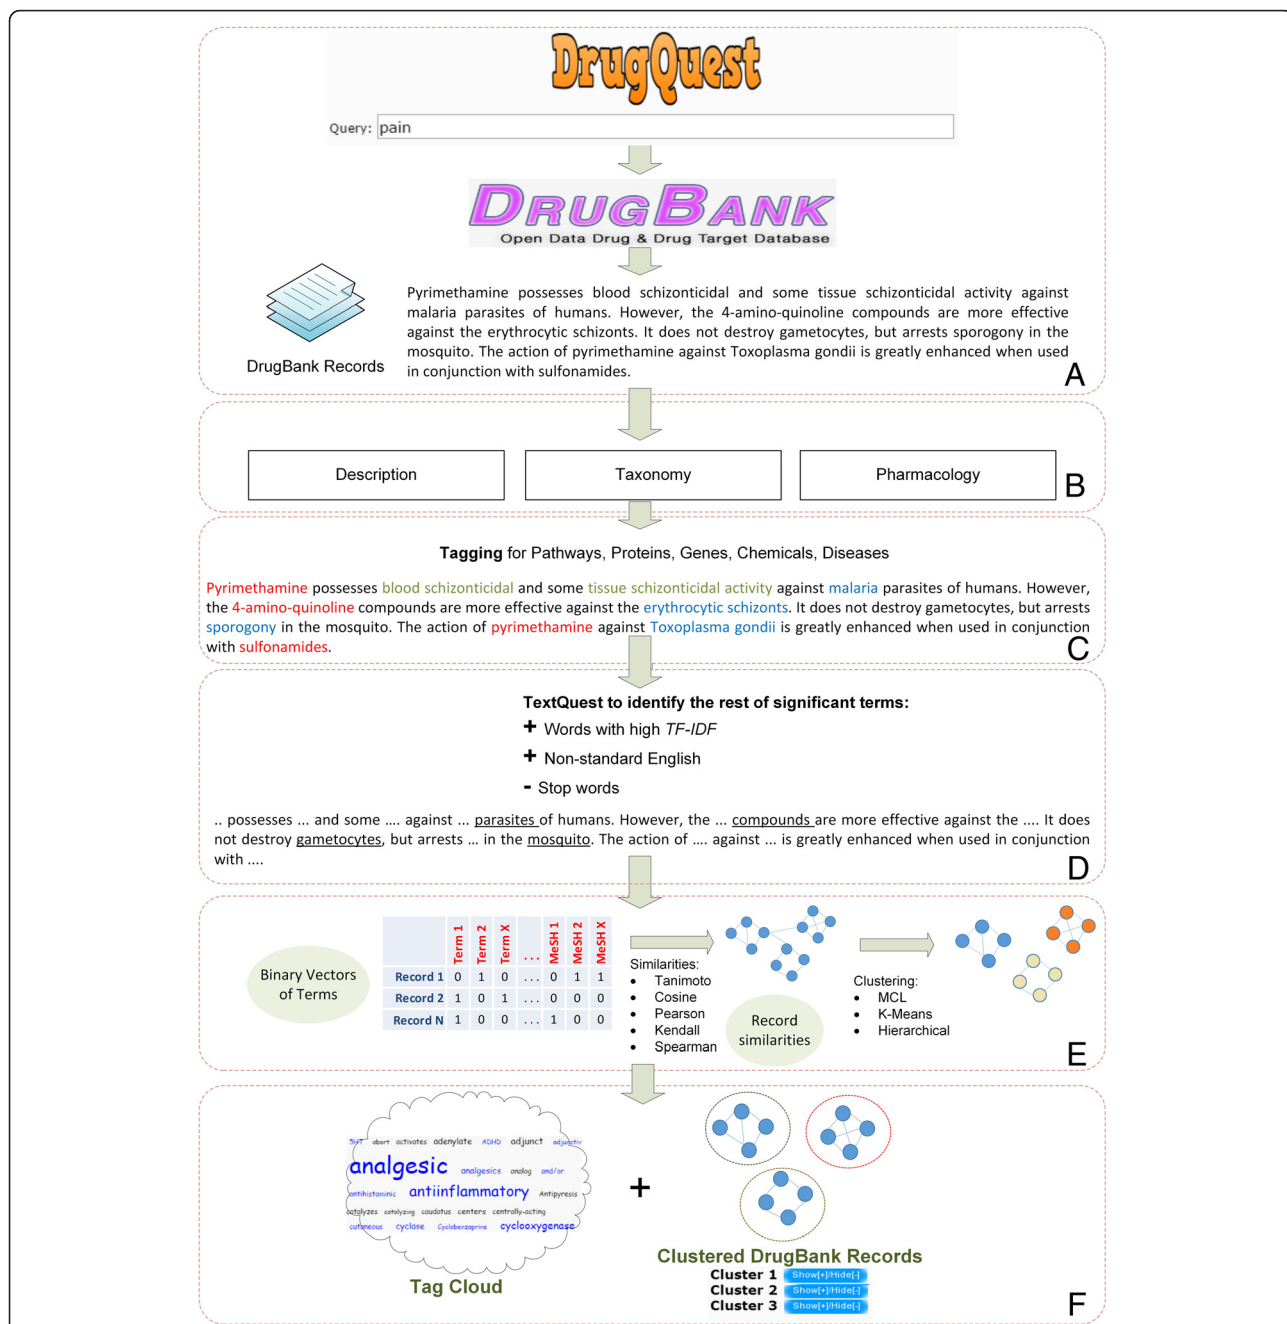 DrugQuest
Query: pain
DRUGBANK
Open Data Drug & Drug Target Database
DrugBank Records
Pyrimethamine possesses blood schizonticidal and some tissue schizonticidal activity against
malaria parasites of humans. However, the 4-amino-quinoline compounds are more effective
against the erythrocytic schizonts. It does not destroy gametocytes, but arrests sporogony in the
mosquito. The action of pyrimethamine against Toxoplasma gondii is greatly enhanced when used
in conjunction with sulfonamides.
A
Description
Taxonomy
Pharmacology
B
Tagging for Pathways, Proteins, Genes, Chemicals, Diseases
Pyrimethamine possesses blood schizonticidal and some tissue schizonticidal activity against malaria parasites of humans. However,
the 4-amino-quinoline compounds are more effective against the erythrocytic schizonts. It does not destroy gametocytes, but arrests
sporogony in the mosquito. The action of pyrimethamine against Toxoplasma gondii is greatly enhanced when used in conjunction
with sulfonamides.
C
TextQuest to identify the rest of significant terms:
+ Words with high TF-IDF
+ Non-standard English
- Stop words
.. possesses ... and some .... against ... parasites of humans. However, the ... compounds are more effective against the .... It does
not destroy gametocytes, but arrests ... in the mosquito. The action of .... against ... is greatly enhanced when used in conjunction
with ....
D
Binary Vectors
of Terms
Term 1 Term 2 Term X ... MeSH 1 MeSH 2 MeSH X
Record 1 0 1 0 ... 0 1 1
Record 2 1 0 1 ... 0 0 0
Record N 1 0 0 ... 1 0 0
Similarities:
• Tanimoto
• Cosine
• Pearson
• Kendall
• Spearman
Record
similarities
Clustering:
• MCL
• K-Means
• Hierarchical
E
5HT abort activates adenylate ADHD adjunct adjunctiv
analgesic analgesics analog and/or
antihistaminic antiinflammatory Antipyresis
catalyzes catalyzing caudatus centers centrally-acting
cutaneous cyclase Cyclobenzaprine cyclooxygenase
Tag Cloud
+
Clustered DrugBank Records
Cluster 1 Show[+]/Hide[-]
Cluster 2 Show[+]/Hide[-]
Cluster 3 Show[+]/Hide[-]
F